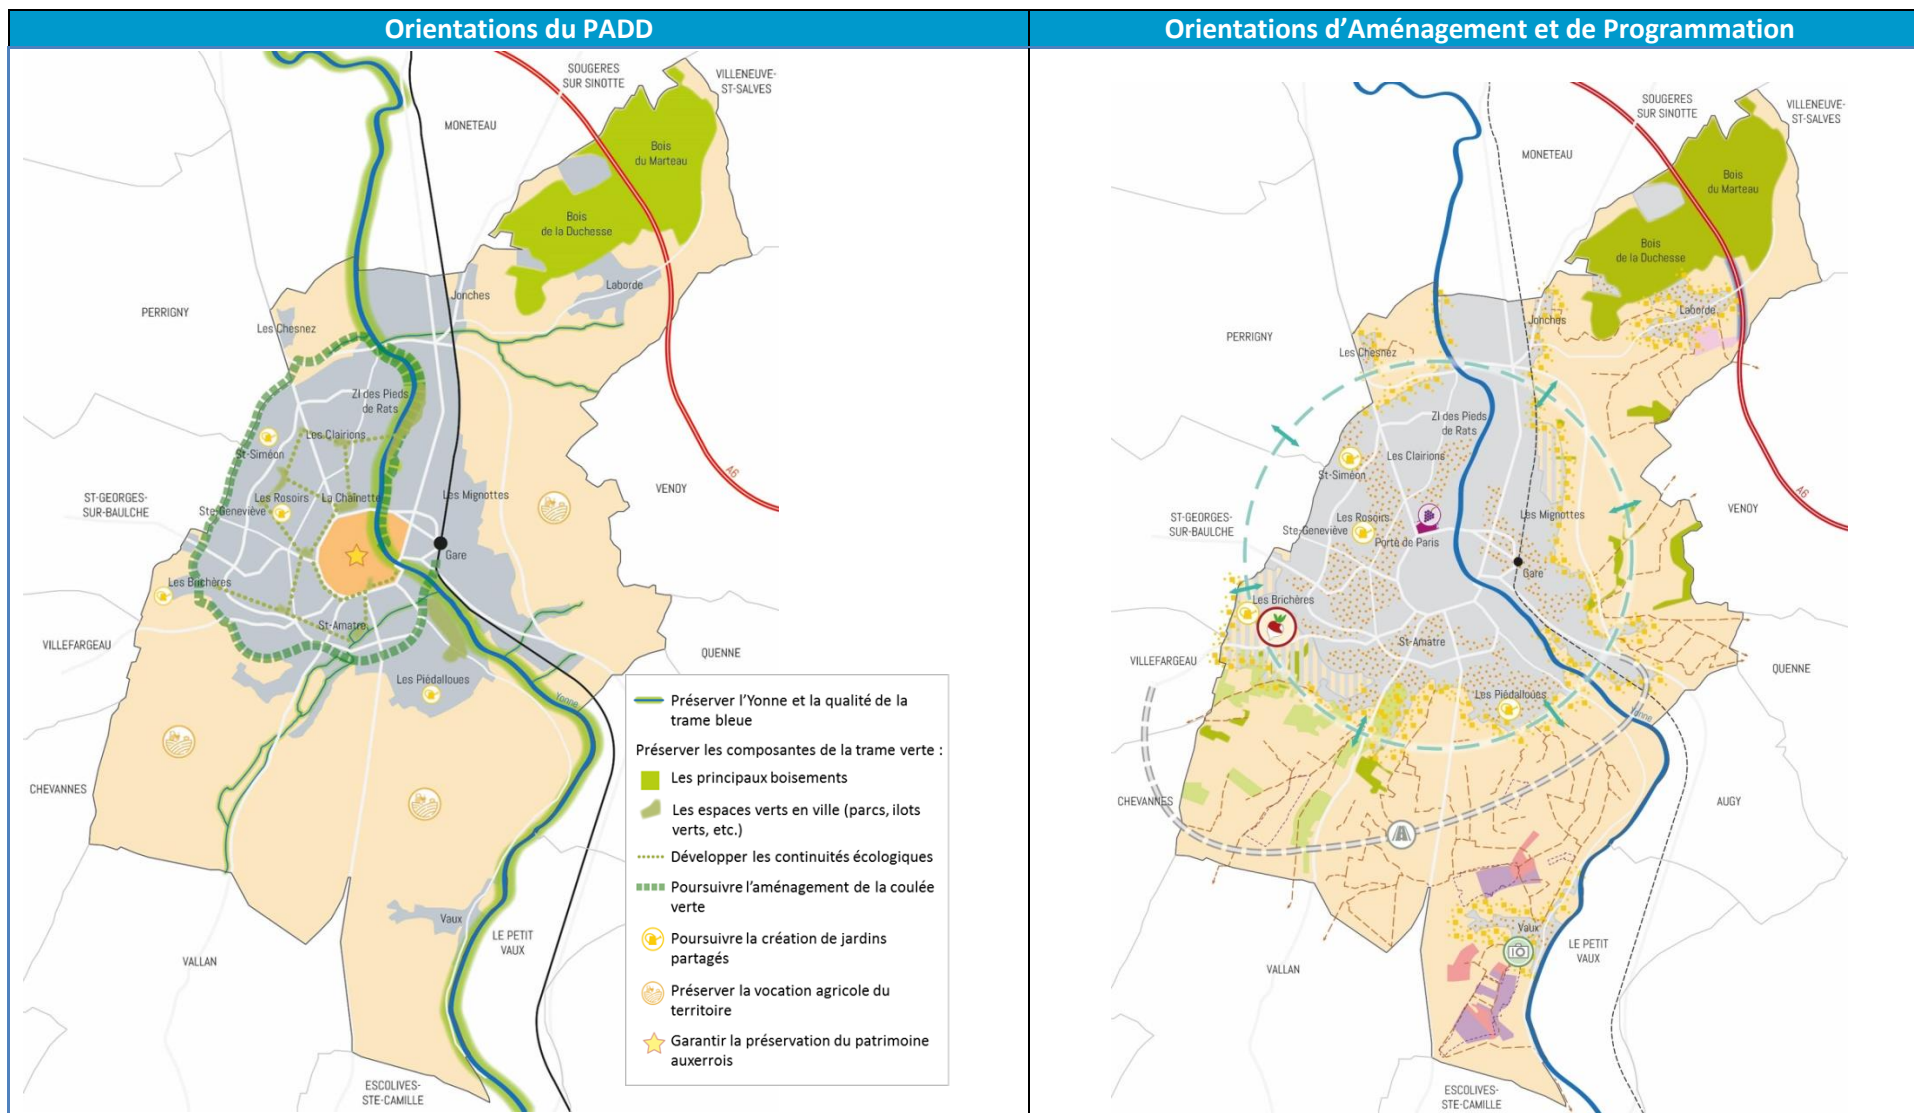 Orientations du PADD
Orientations d'Aménagement et de Programmation
SOUGERES
SUR SINOTTE
VILLENEUVE-
ST-SALVES
MONETEAU
Bois
du Marteau
Bois
de la Duchesse
Laborde
Jonches
PERRIGNY
Les Chesnez
ZI des Pieds
de Rats
Les Clairions
St-Siméon
A6
VENOY
ST-GEORGES-
SUR-BAULCHE
Les Rosoirs
La Chaînette
Ste-Geneviève
Les Mignottes
Gare
Les Brichères
St-Amatre
VILLEFARGEAU
QUENNE
Les Piédalloues
Yonne
CHEVANNES
Vaux
LE PETIT
VAUX
VALLAN
ESCOLIVES-
STE-CAMILLE
Préserver l'Yonne et la qualité de la
trame bleue
Préserver les composantes de la trame verte :
Les principaux boisements
Les espaces verts en ville (parcs, ilots
verts, etc.)
Développer les continuités écologiques
Poursuivre l'aménagement de la coulée
verte
Poursuivre la création de jardins
partagés
Préserver la vocation agricole du
territoire
Garantir la préservation du patrimoine
auxerrois
SOUGERES
SUR SINOTTE
VILLENEUVE-
ST-SALVES
MONETEAU
Bois
du Marteau
Bois
de la Duchesse
Laborde
Jonches
PERRIGNY
Les Chesnez
ZI des Pieds
de Rats
Les Clairions
St-Siméon
A6
VENOY
ST-GEORGES-
SUR-BAULCHE
Les Rosoirs
Ste-Geneviève
Porte de Paris
Les Mignottes
Gare
Les Brichères
St-Amatre
VILLEFARGEAU
QUENNE
Les Piédalloues
Yonne
CHEVANNES
AUGY
Vaux
LE PETIT
VAUX
VALLAN
ESCOLIVES-
STE-CAMILLE